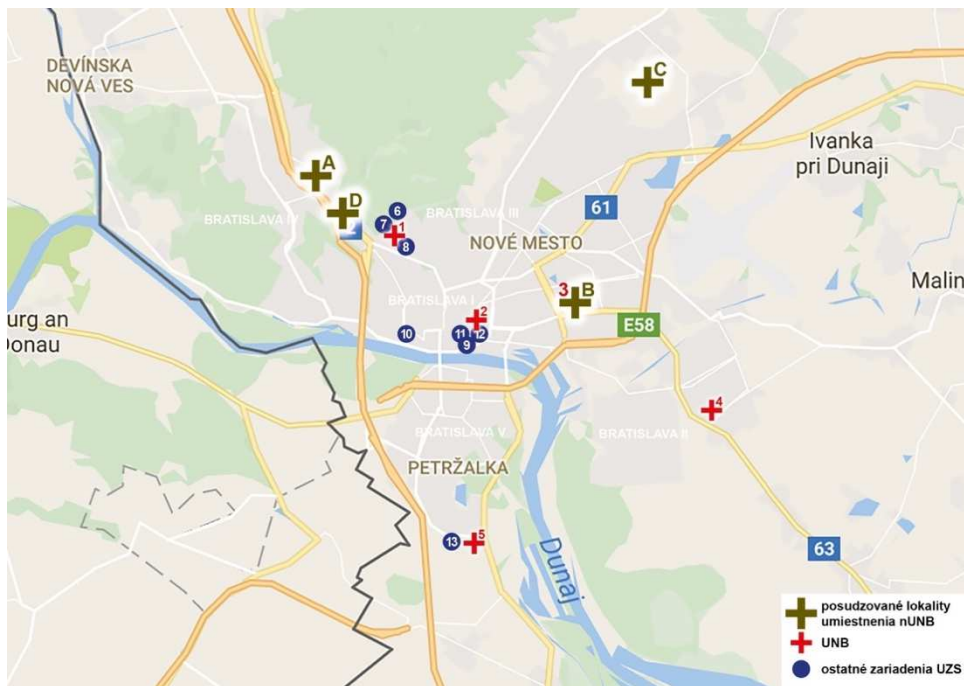 DEVÍNSKA
NOVÁ VES
C
Ivanka
pri Dunaji
A
D
6
7
1
8
BRATISLAVA IV
BRATISLAVA III
61
NOVÉ MESTO
3
B
Malin
BRATISLAVA I
2
10
11
12
9
E58
urg an
Donau
4
BRATISLAVA V
BRATISLAVA II
PETRŽALKA
13
5
Dunaj
63
posudzované lokality
umiestnenia nUNB
UNB
ostatné zariadenia UZS